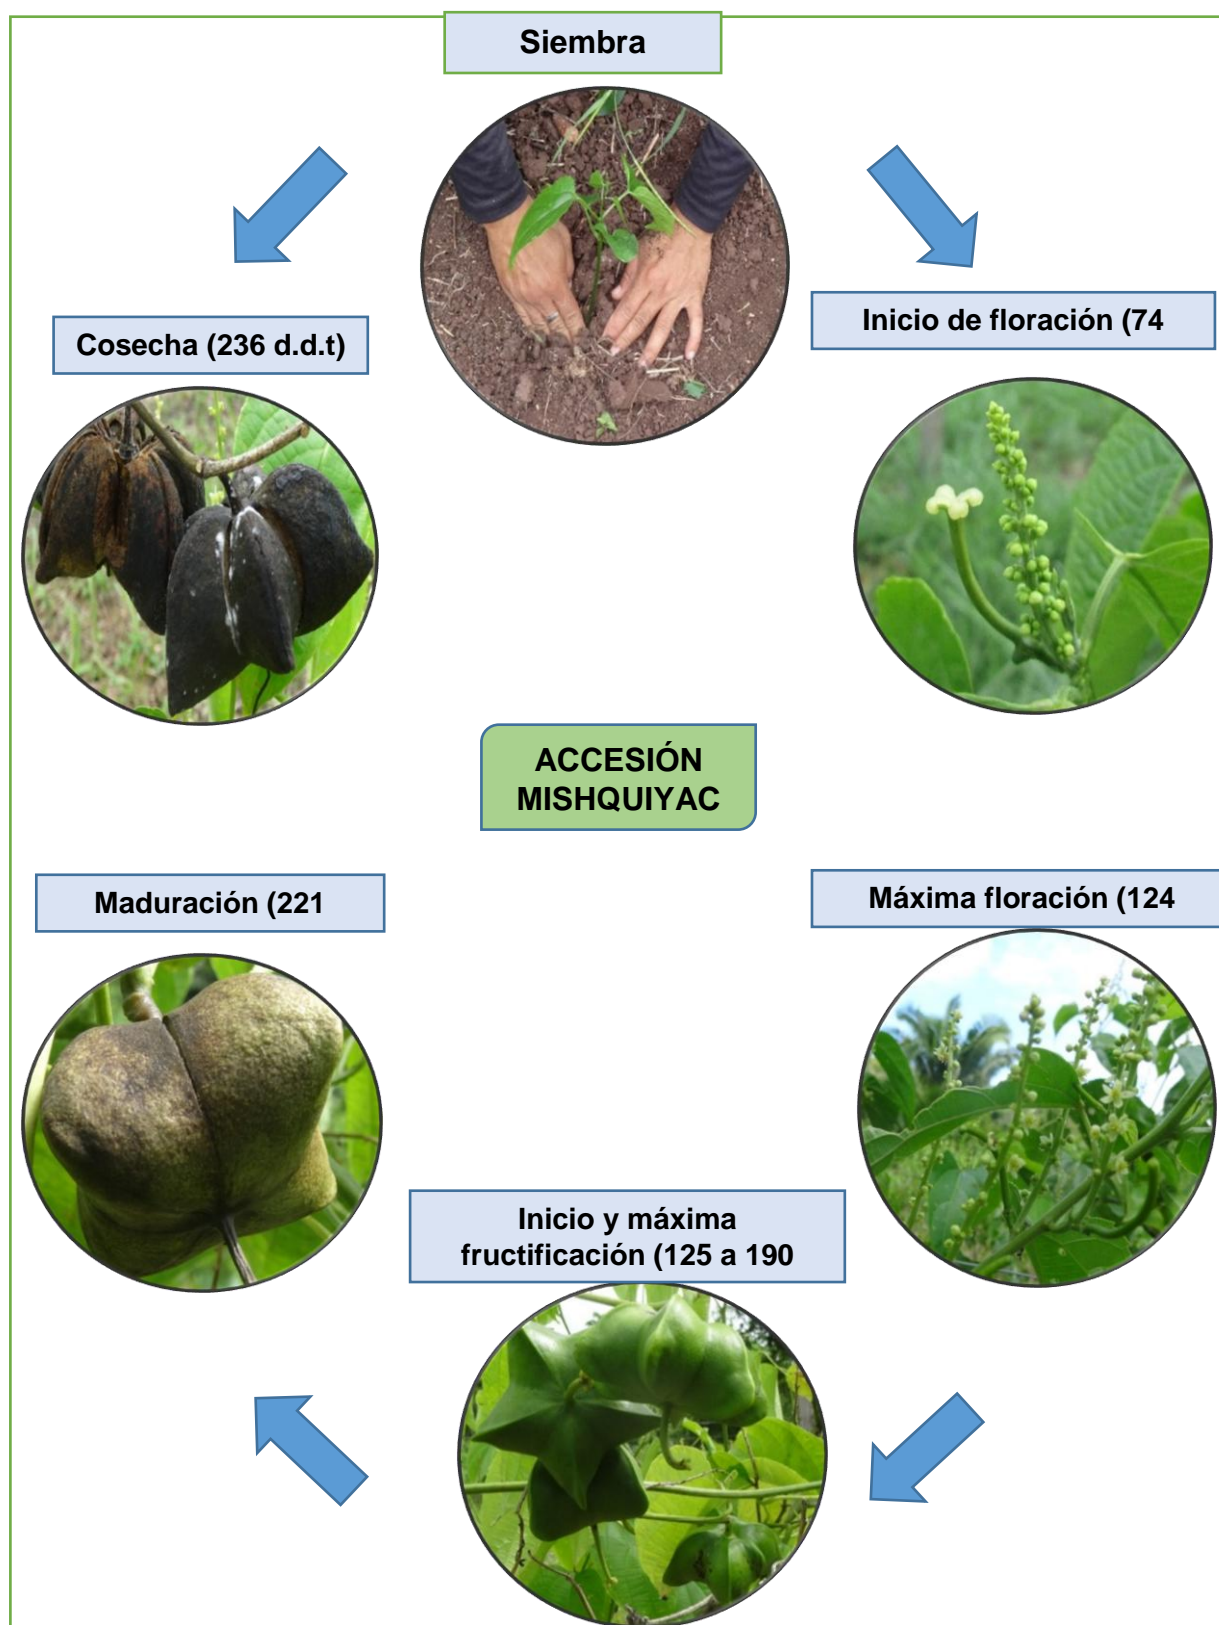 Siembra
Cosecha (236 d.d.t)
Inicio de floración (74
ACCESIÓN
MISHQUIYAC
Maduración (221
Máxima floración (124
Inicio y máxima
fructificación (125 a 190